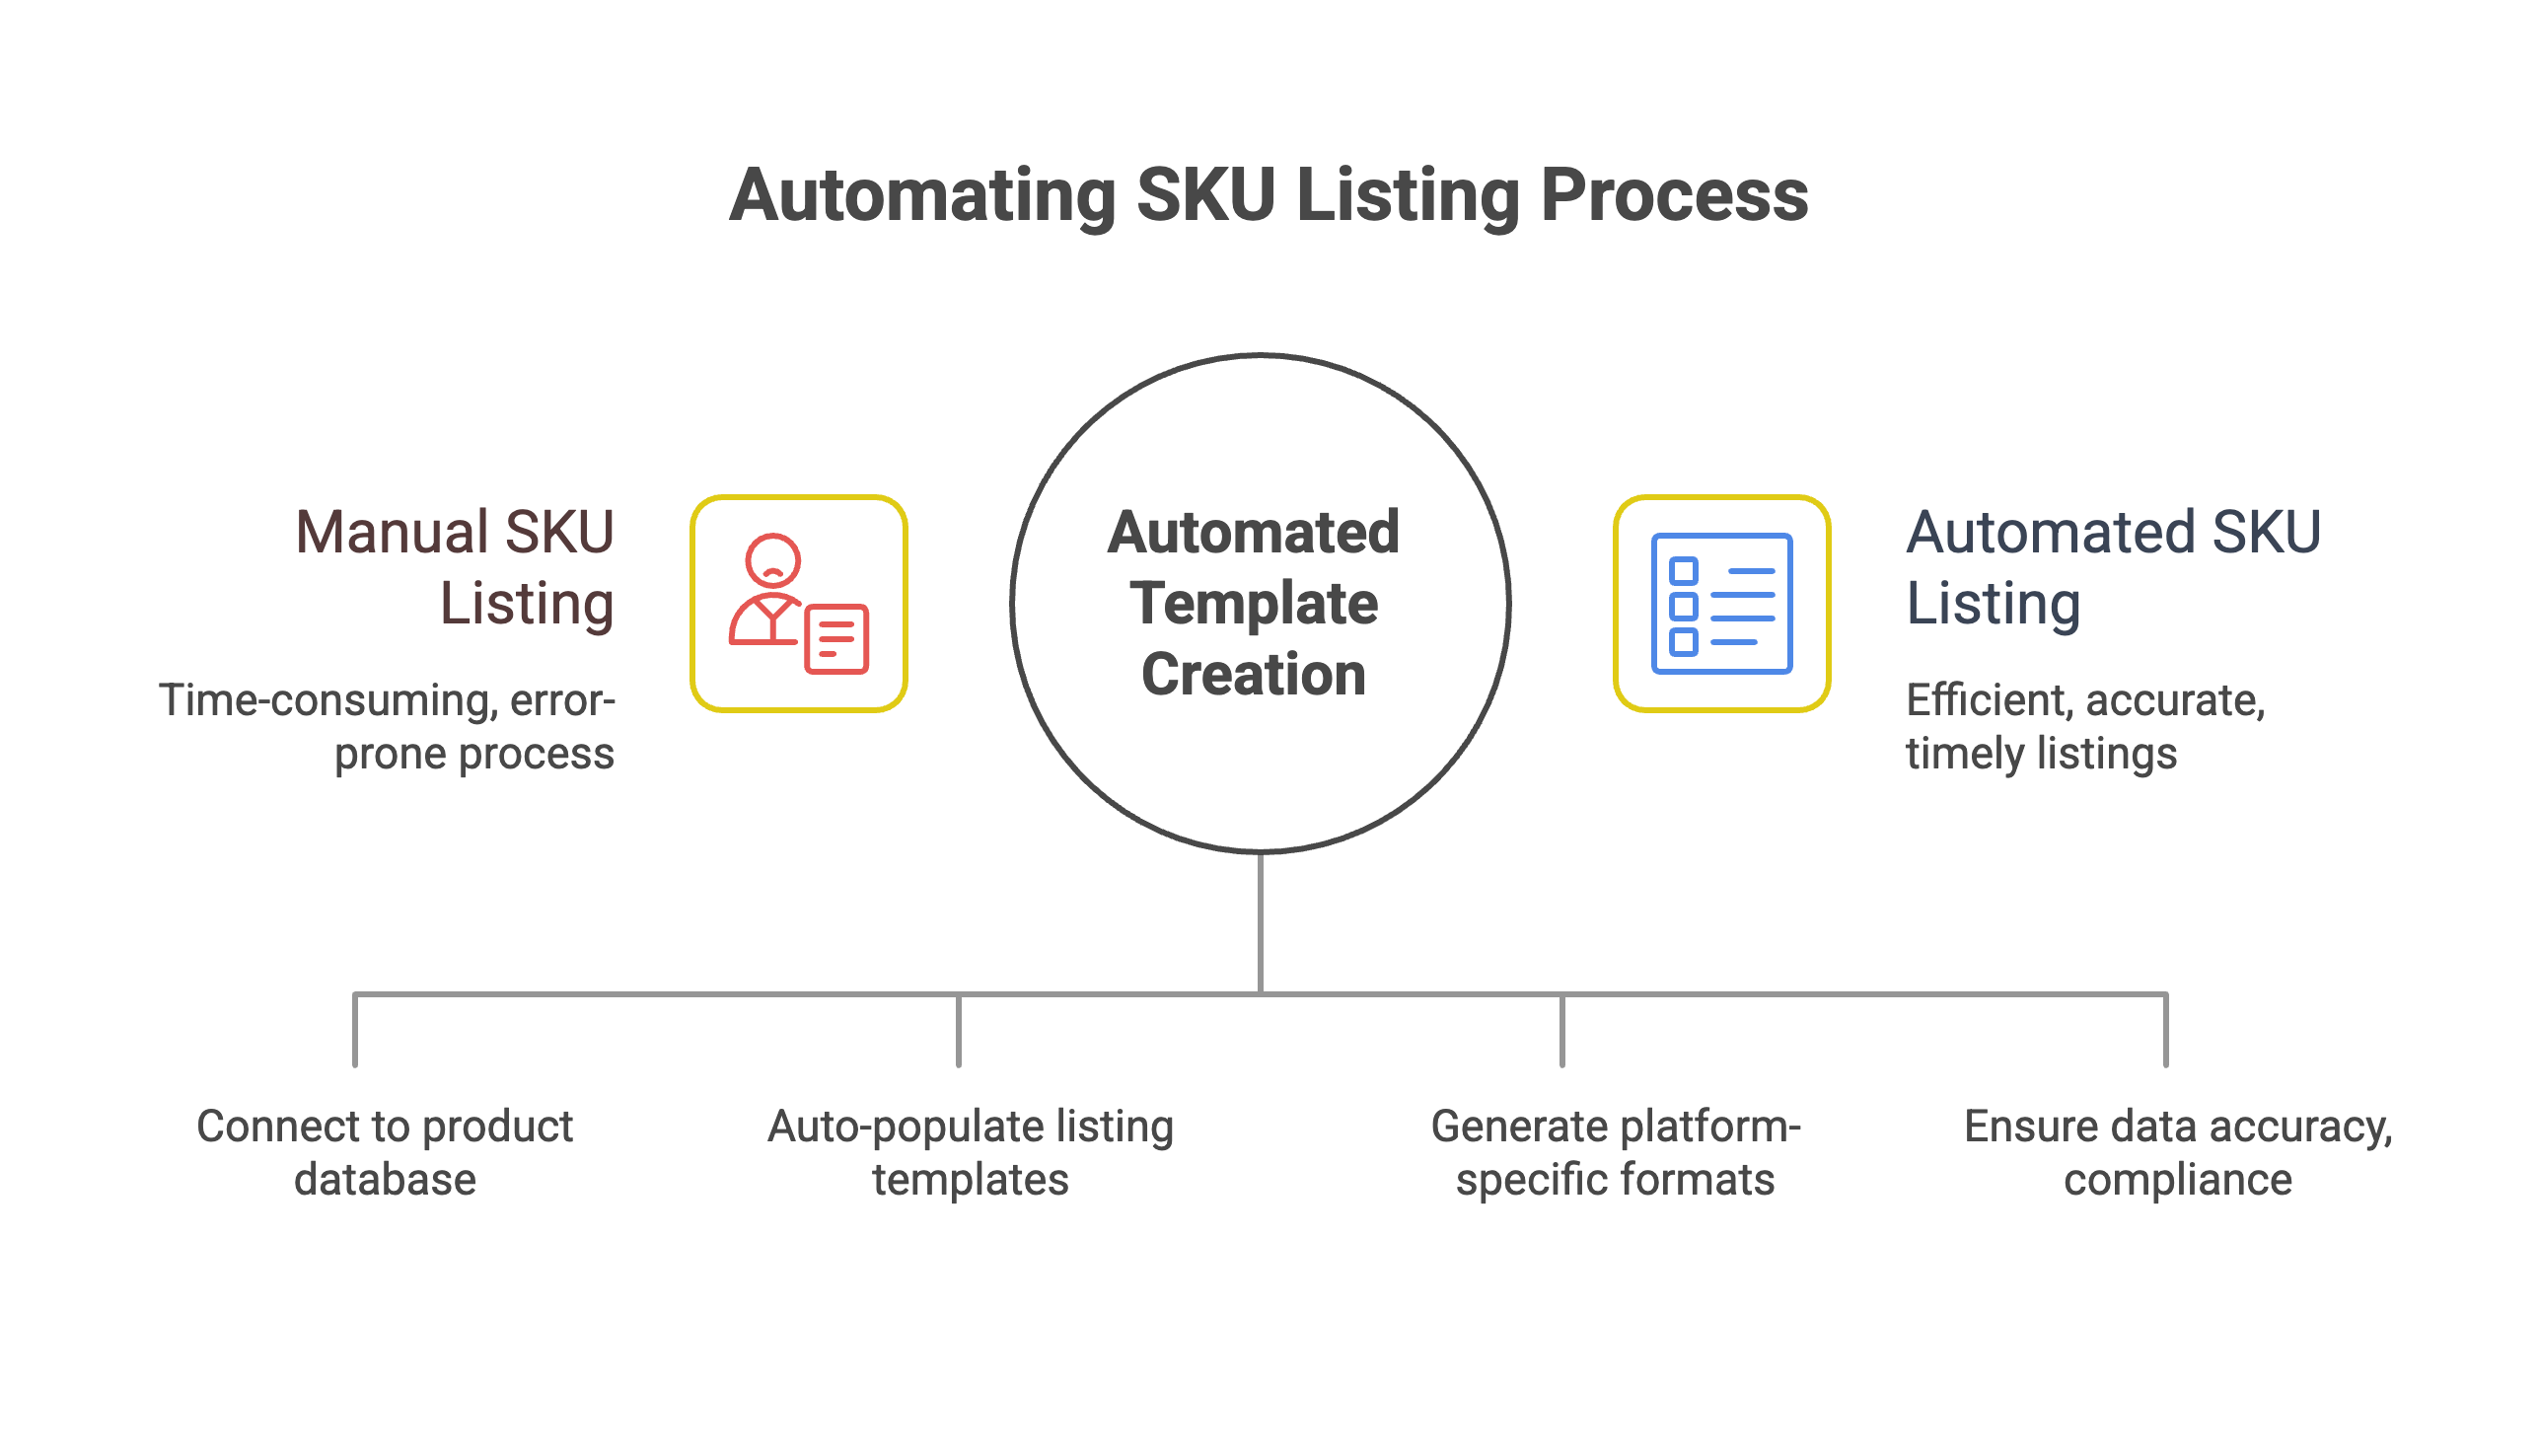 Automating SKU Listing Process
Manual SKU
Listing
Time-consuming, error-
prone process
Automated
Template
Creation
Automated SKU
Listing
Efficient, accurate,
timely listings
Connect to product
database
Auto-populate listing
templates
Generate platform-
specific formats
Ensure data accuracy,
compliance